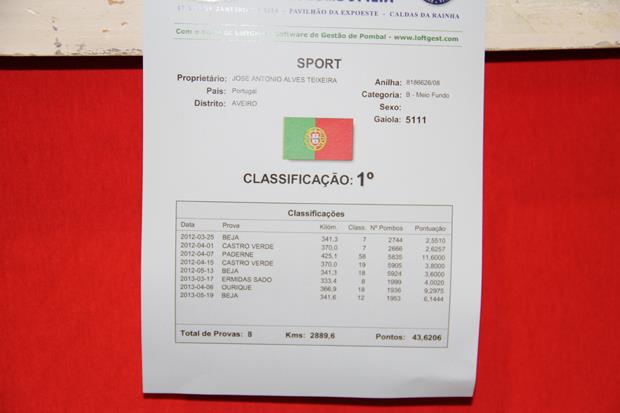 2014 - PAVILHÃO DA EXPOESTE - CALDAS DA RAINHA
Software de Gestão de Pombal - www.loftgest.com
SPORT
Proprietário: JOSE ANTONIO ALVES TEIXEIRA
País: Portugal
Distrito: AVEIRO
Anilha: 8186626/08
Categoria: B - Meio Fundo
Sexo:
Gaiola: 5111
CLASSIFICAÇÃO: 1º
Classificações
Data Prova Kilóm. Class. Nº Pombos Pontuação
2012-03-25 BEJA 341,3 7 2744 2,5510
2012-04-01 CASTRO VERDE 370,0 7 2666 2,6257
2012-04-07 PADERNE 425,1 58 5835 11,6000
2012-04-15 CASTRO VERDE 370,0 19 5905 3,8000
2012-05-13 BEJA 341,3 18 5924 3,6000
2013-03-17 ERMIDAS SADO 333,4 8 1999 4,0020
2013-04-06 OURIQUE 366,9 18 1936 9,2975
2013-05-19 BEJA 341,6 12 1953 6,1444
Total de Provas: 8 Kms: 2889,6 Pontos: 43,6206